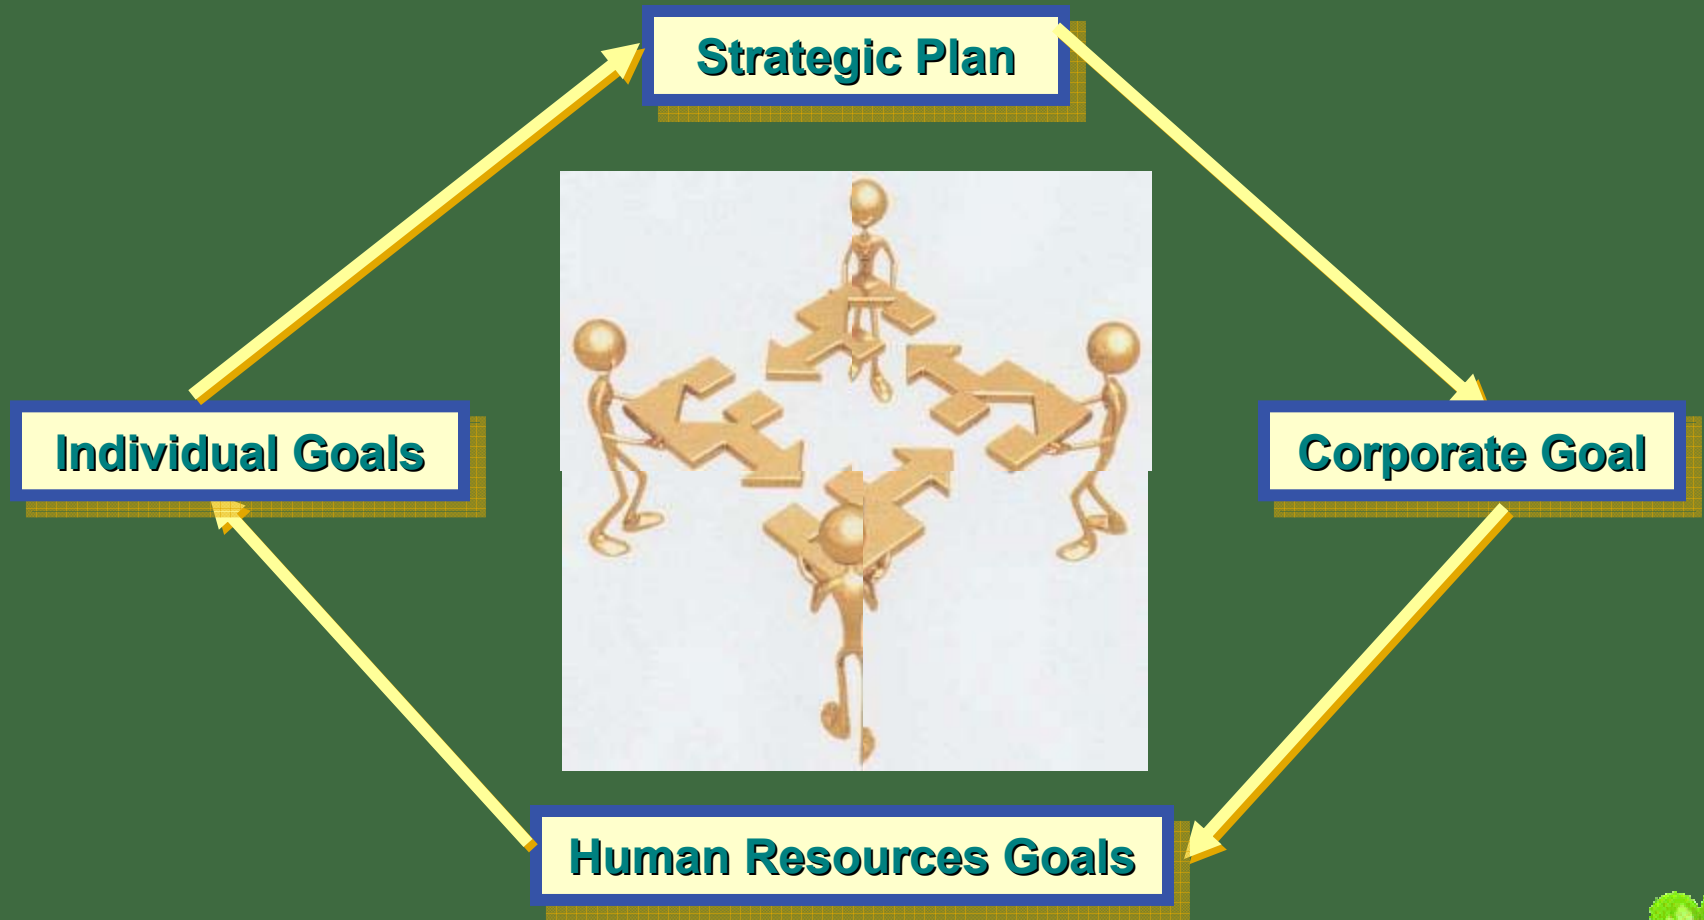 Strategic Plan
Individual Goals
Corporate Goal
Human Resources Goals